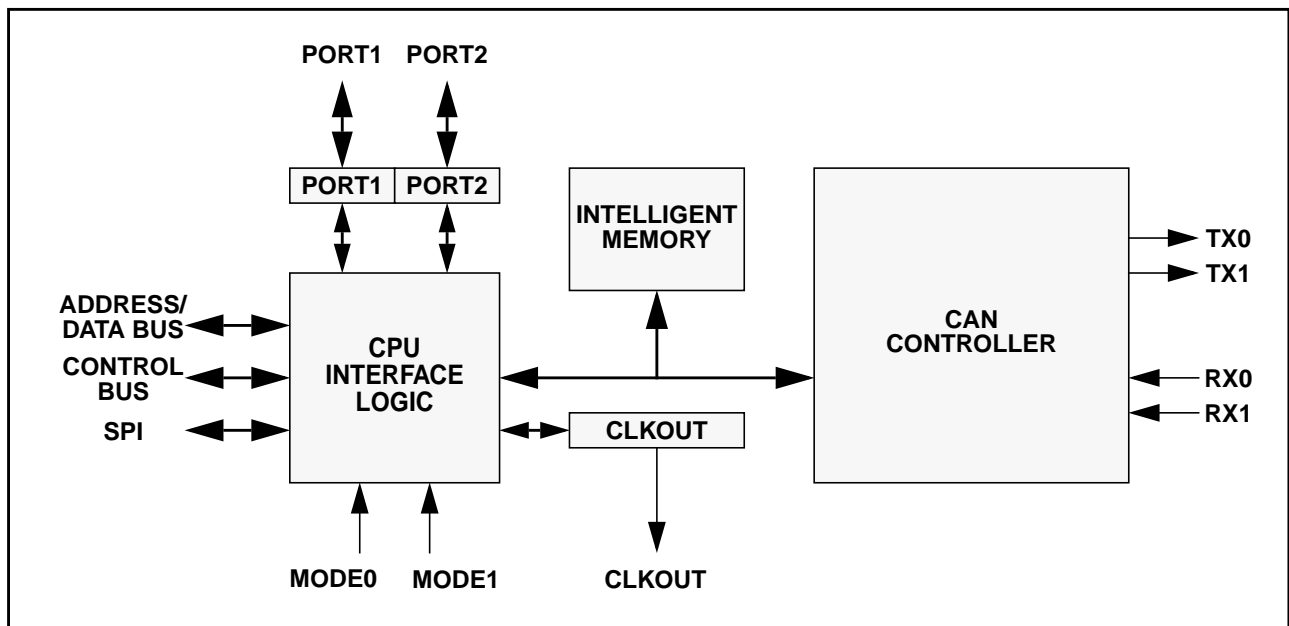 PORT1 PORT2
PORT1 PORT2
INTELLIGENT
MEMORY
ADDRESS/
DATA BUS
CONTROL
BUS
SPI
CPU
INTERFACE
LOGIC
CLKOUT
CAN
CONTROLLER
TX0
TX1
RX0
RX1
MODE0 MODE1 CLKOUT